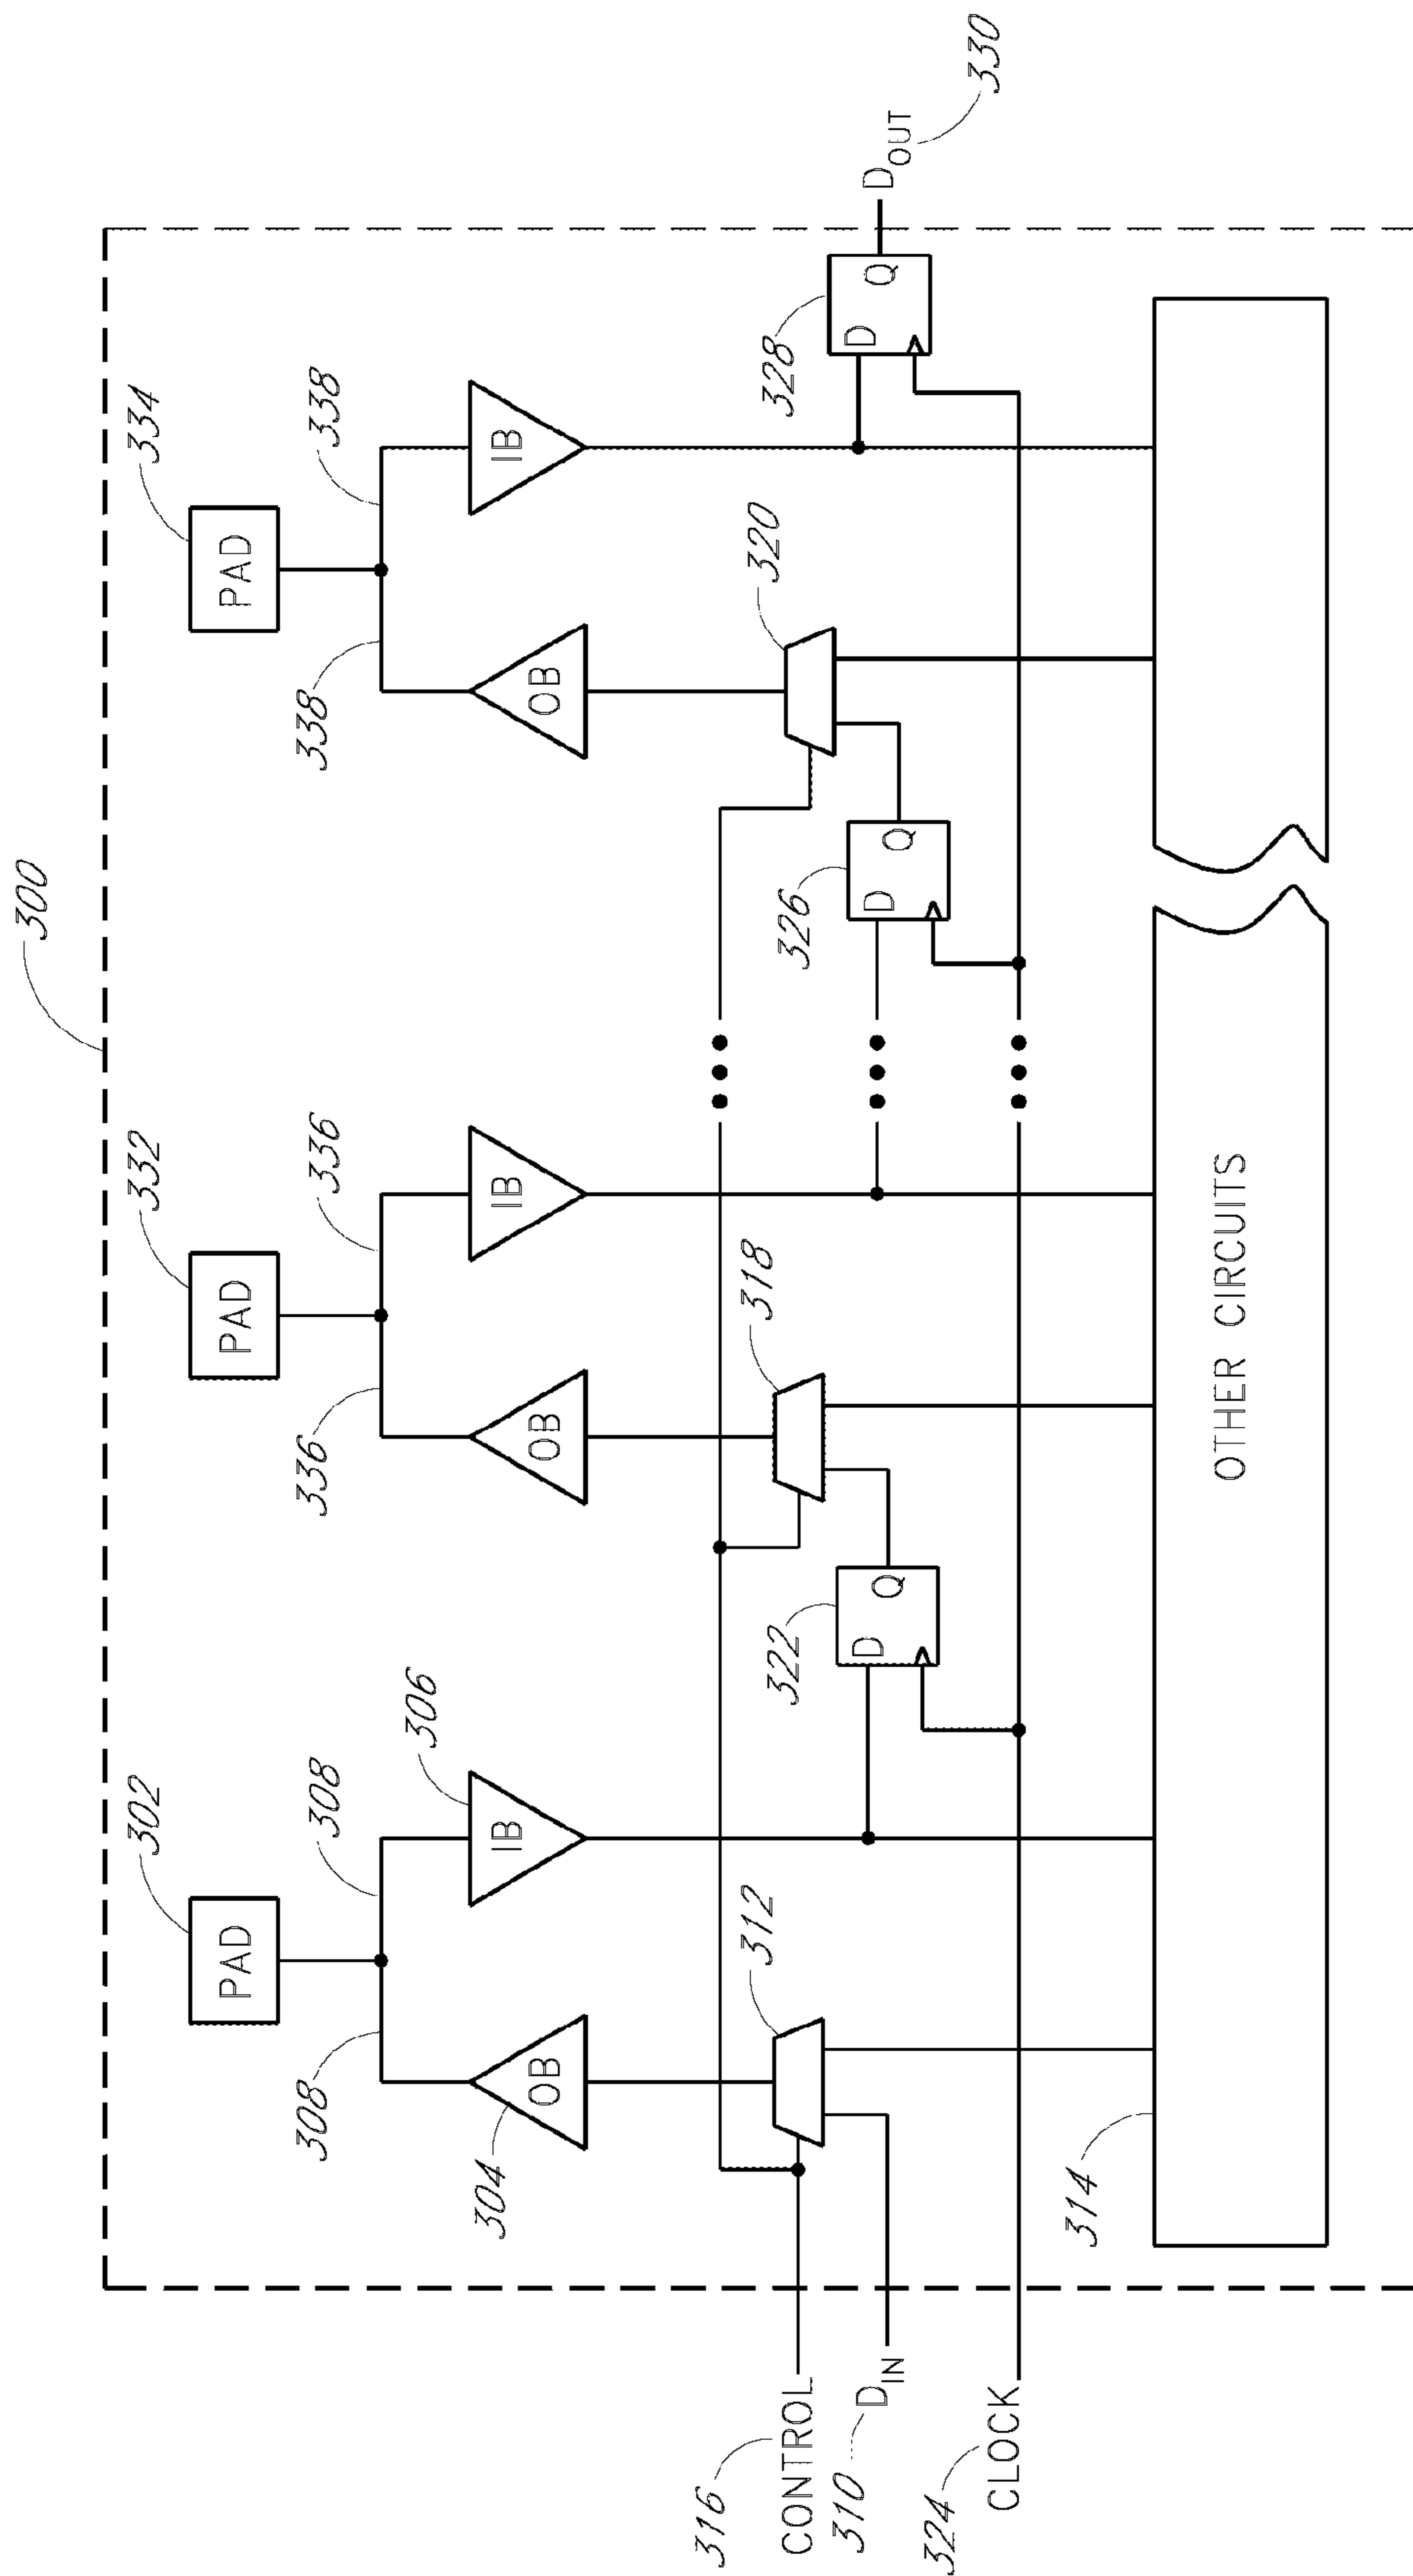 300
302
332
334
PAD
PAD
PAD
308
308
336
336
338
338
304
OB
306
IB
OB
IB
OB
IB
312
318
320
316
CONTROL
310
D_IN
322
D
Q
326
D
Q
328
D
Q
D_OUT
330
324
CLOCK
314
OTHER CIRCUITS